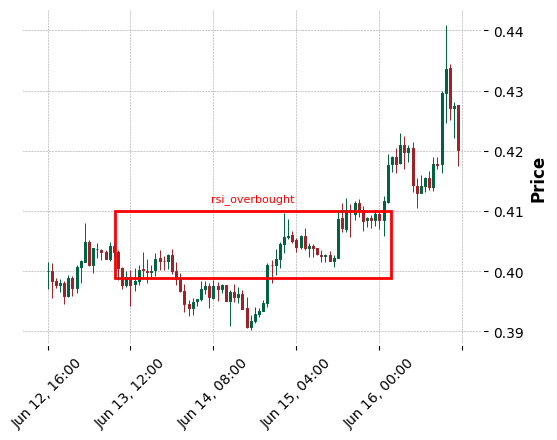 0.44
0.43
0.42
0.41
0.40
0.39
Price
rsi_overbought
Jun 12, 16:00
Jun 13, 12:00
Jun 14, 08:00
Jun 15, 04:00
Jun 16, 00:00